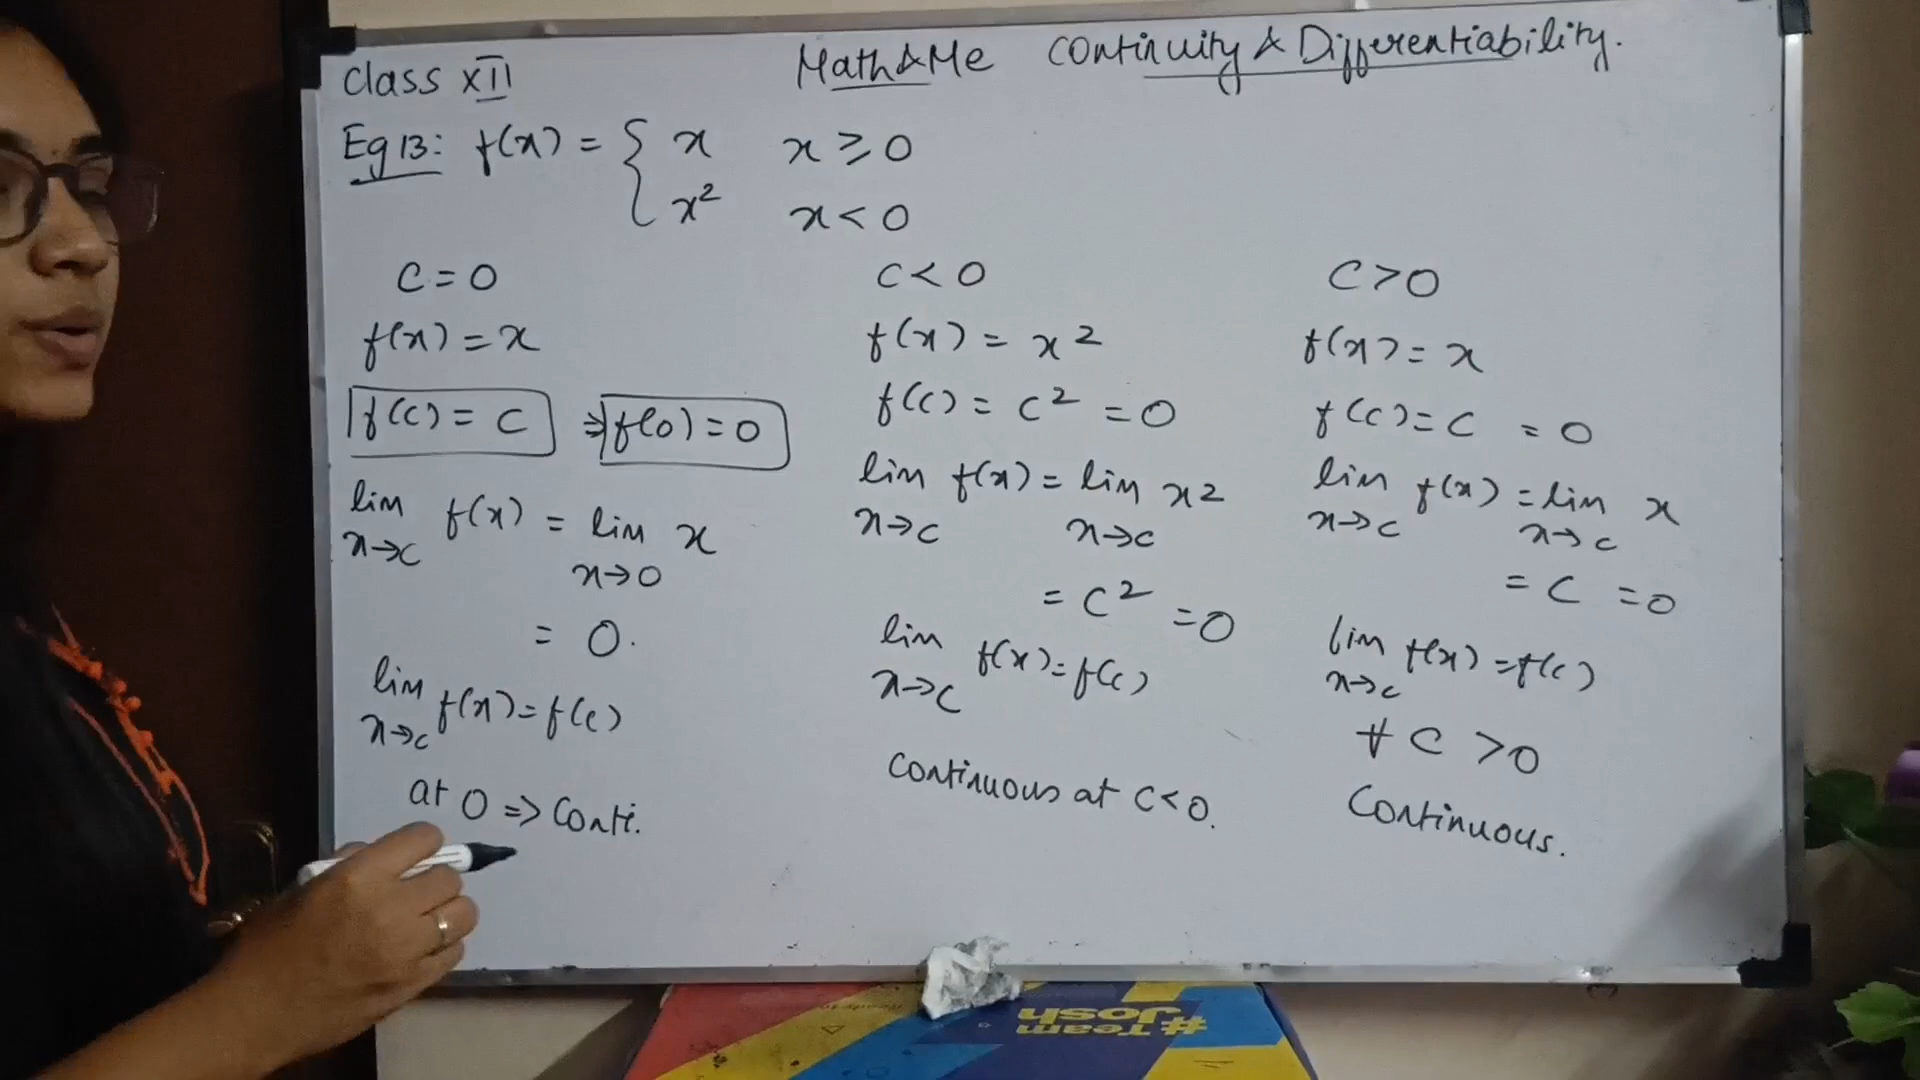 Class XII Math&Me Continuity & Differentiability.
Eg 13: f(x) = { x x ≥ 0
x² x < 0
C = 0
f(x) = x
f(c) = c ⇒ f(0) = 0
lim x→c f(x) = lim x→0 x
= 0.
lim x→c f(x) = f(c)
at 0 ⇒ Conti.
C < 0
f(x) = x²
f(c) = c² = 0
lim x→c f(x) = lim x→c x²
= c² = 0
lim x→c f(x) = f(c)
Continuous at C < 0.
C > 0
f(x) = x
f(c) = c = 0
lim x→c f(x) = lim x→c x
= c = 0
lim x→c f(x) = f(c)
∀ C > 0
Continuous.
#Team
Josh